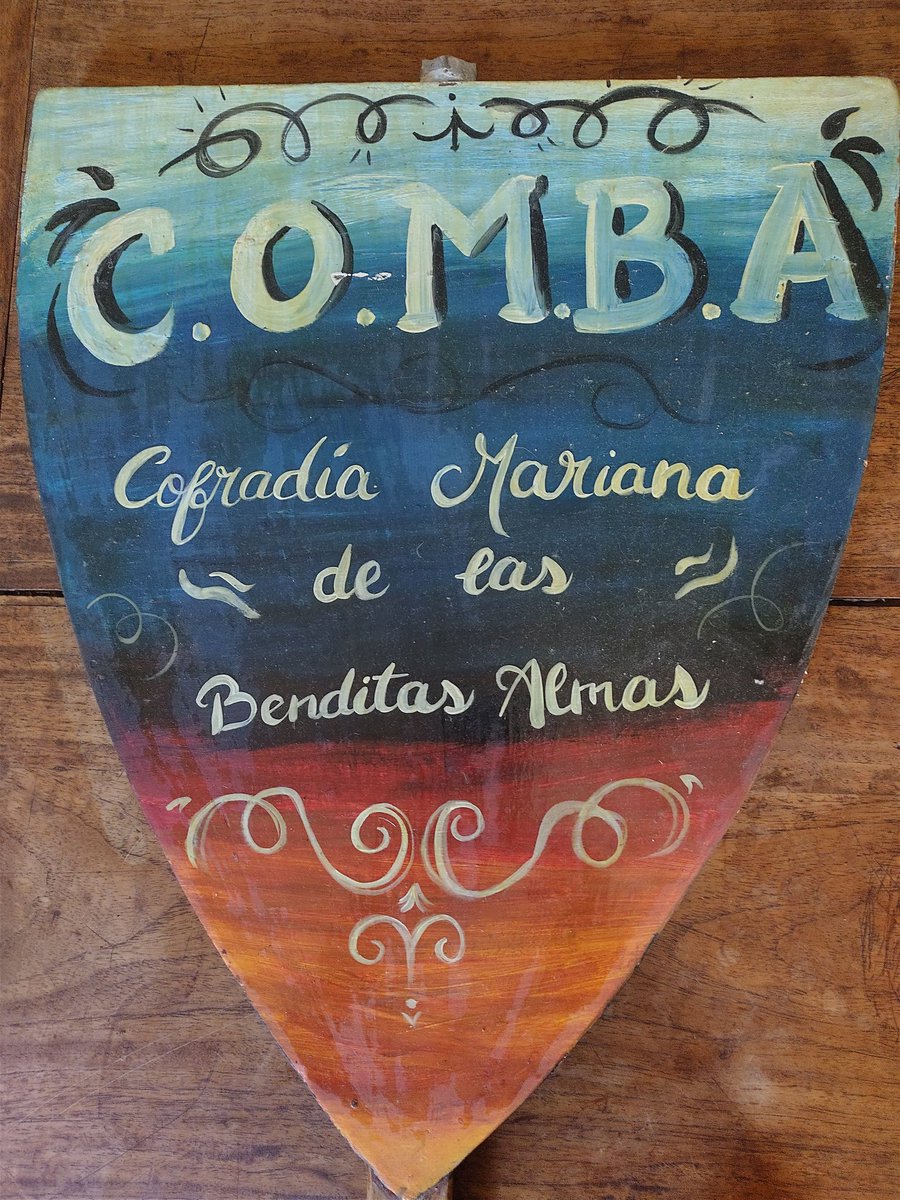 C.O.M.B.A
Cofradía Mariana
de las
Benditas Almas